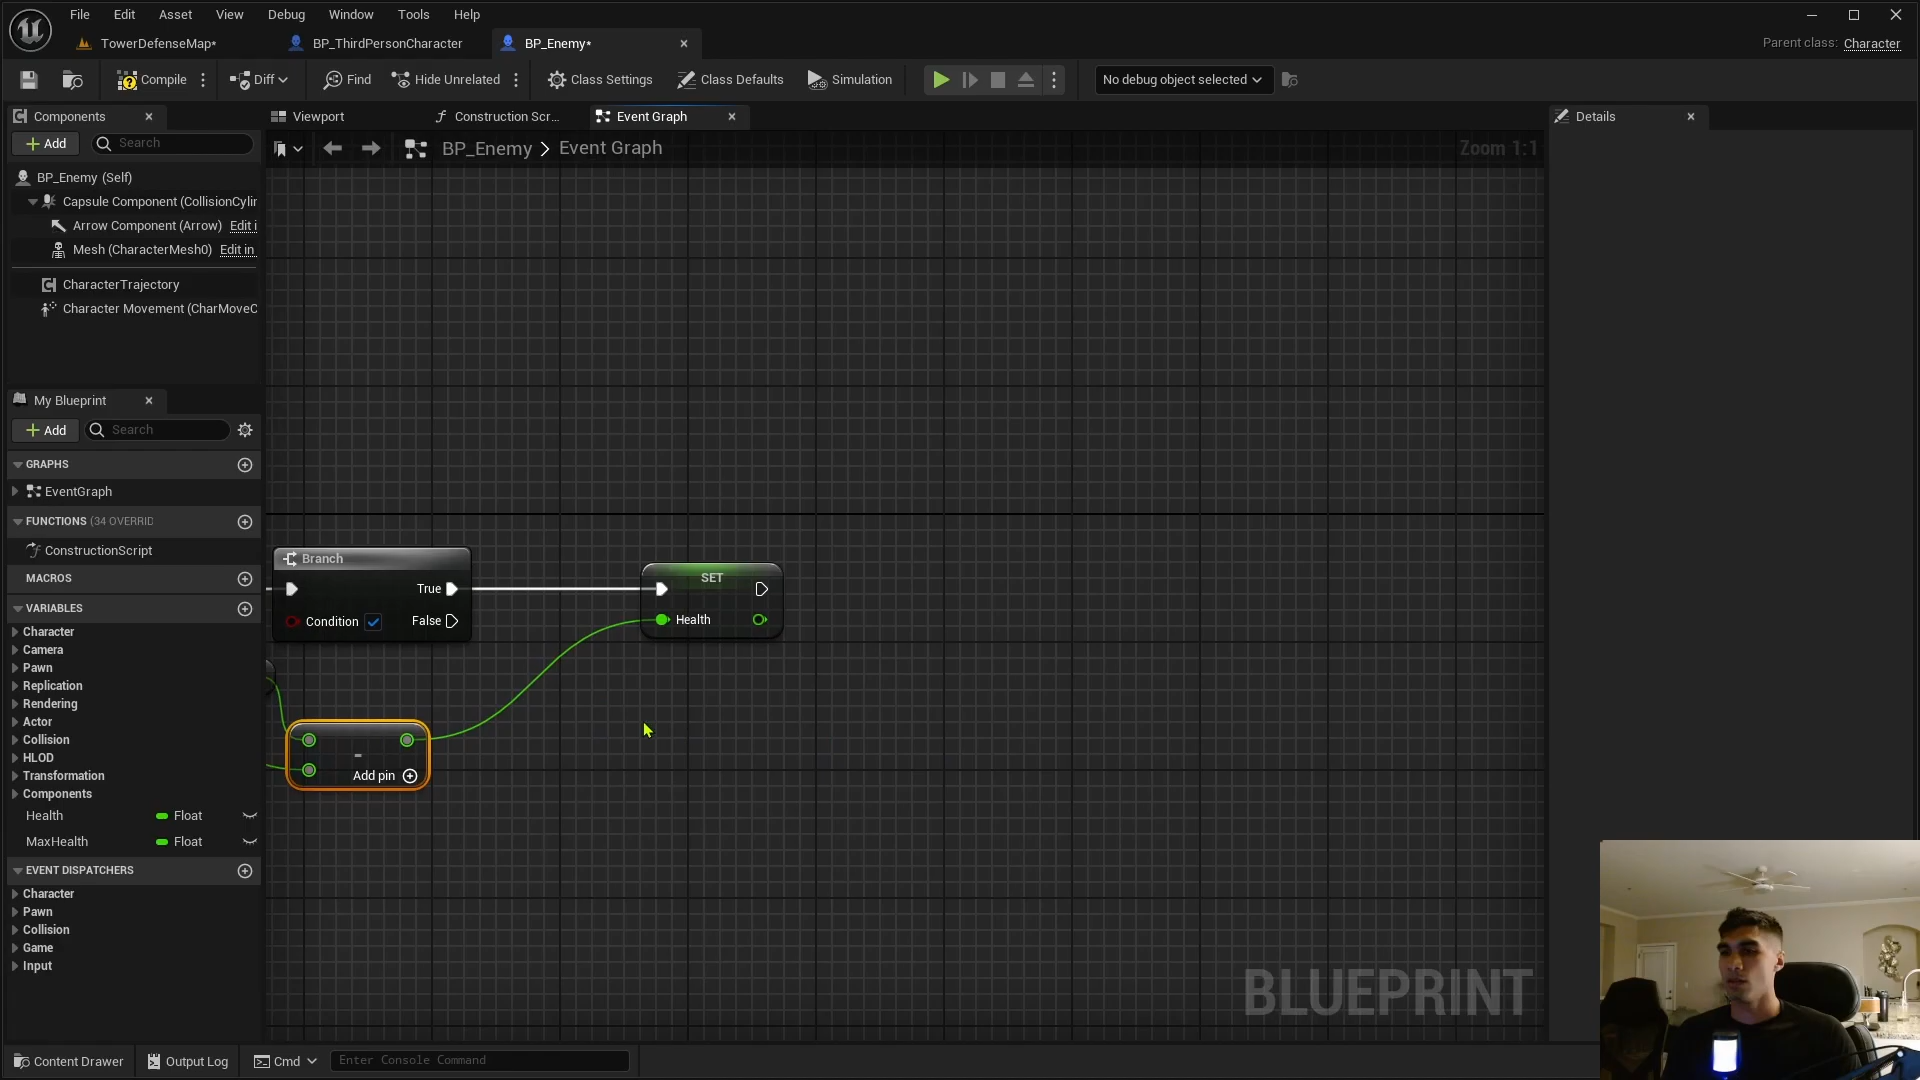 File Edit Asset View Debug Window Tools Help
TowerDefenseMap* BP_ThirdPersonCharacter BP_Enemy* Parent class: Character
Compile Diff Find Hide Unrelated Class Settings Class Defaults Simulation No debug object selected
Components Viewport Construction Scr... Event Graph Details
Add Search BP_Enemy > Event Graph Zoom 1:1
BP_Enemy (Self)
Capsule Component (CollisionCylin
Arrow Component (Arrow) Edit i
Mesh (CharacterMesh0) Edit in
CharacterTrajectory
Character Movement (CharMoveC
My Blueprint
Add Search
GRAPHS
EventGraph
FUNCTIONS (34 OVERRID
ConstructionScript
MACROS
VARIABLES
Character
Camera
Pawn
Replication
Rendering
Actor
Collision
HLOD
Transformation
Components
Health Float
MaxHealth Float
EVENT DISPATCHERS
Character
Pawn
Collision
Game
Input
Branch
True
Condition False
SET
Health
-
Add pin
BLUEPRINT
Content Drawer Output Log Cmd Enter Console Command